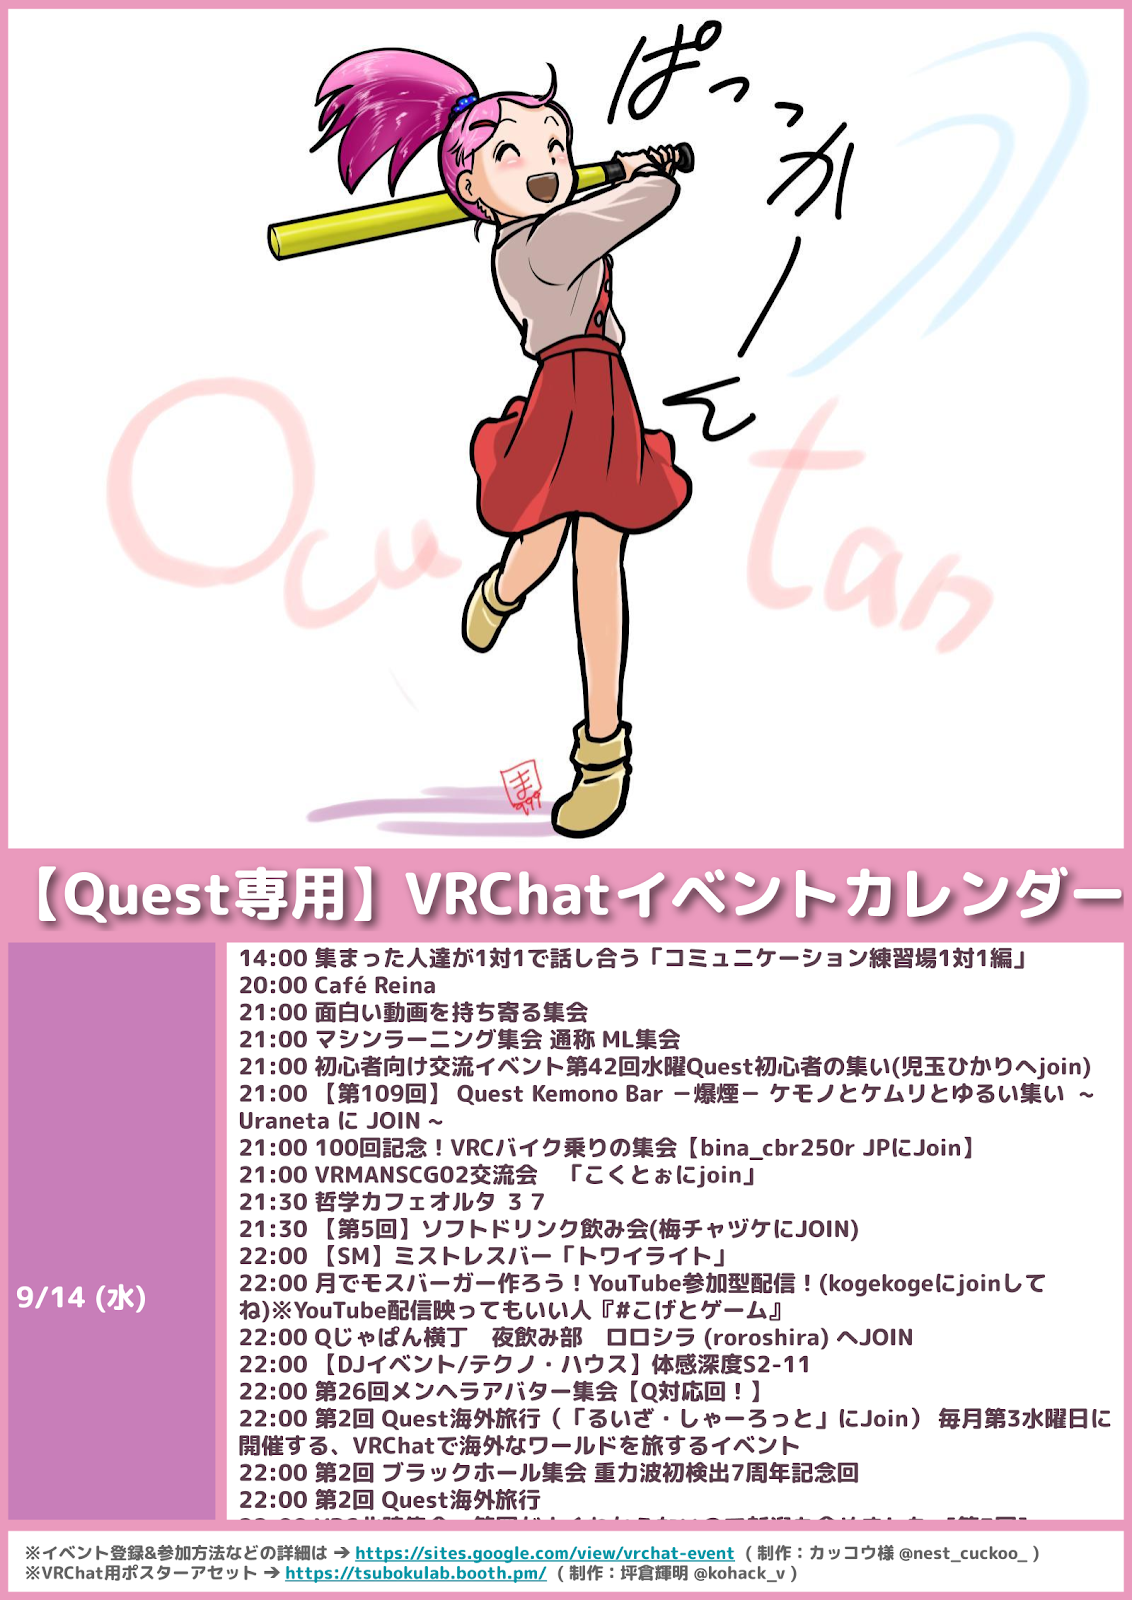 ぱっっかーーん
Ocu tan
ま
999
【Quest専用】VRChatイベントカレンダー
9/14 (水)
14:00 集まった人達が1対1で話し合う「コミュニケーション練習場1対1編」
20:00 Café Reina
21:00 面白い動画を持ち寄る集会
21:00 マシンラーニング集会 通称 ML集会
21:00 初心者向け交流イベント第42回水曜Quest初心者の集い(児玉ひかりへjoin)
21:00 【第109回】 Quest Kemono Bar －爆煙－ ケモノとケムリとゆるい集い ～
Uraneta に JOIN ~
21:00 100回記念！VRCバイク乗りの集会【bina_cbr250r JPにJoin】
21:00 VRMANSCG02交流会　「こくとぉにjoin」
21:30 哲学カフェオルタ ３７
21:30 【第5回】ソフトドリンク飲み会(梅チャヅケにJOIN)
22:00 【SM】ミストレスバー「トワイライト」
22:00 月でモスバーガー作ろう！YouTube参加型配信！(kogekogeにjoinして
ね)※YouTube配信映ってもいい人『#こげとゲーム』
22:00 Qじゃぱん横丁　夜飲み部　ロロシラ (roroshira) へJOIN
22:00 【DJイベント/テクノ・ハウス】体感深度S2-11
22:00 第26回メンヘラアバター集会【Q対応回！】
22:00 第2回 Quest海外旅行（「るいざ・しゃーろっと」にJoin） 毎月第3水曜日に
開催する、VRChatで海外なワールドを旅するイベント
22:00 第2回 ブラックホール集会 重力波初検出7周年記念回
22:00 第2回 Quest海外旅行
※イベント登録&参加方法などの詳細は ➔ https://sites.google.com/view/vrchat-event （ 制作：カッコウ様 @nest_cuckoo_ ）
※VRChat用ポスターアセット ➔ https://tsubokulab.booth.pm/ （ 制作：坪倉輝明 @kohack_v ）